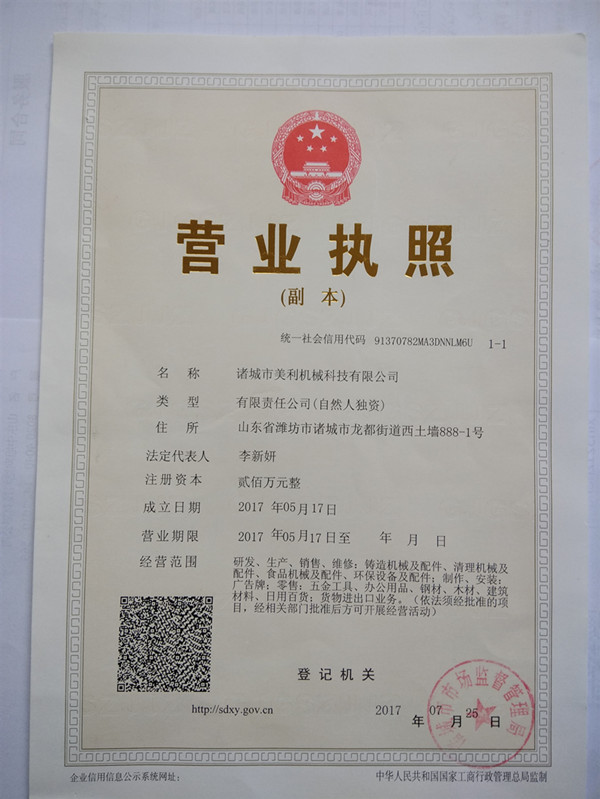 营业执照
(副 本)
统一社会信用代码 91370782MA3DNNLM6U 1-1
名 称 诸城市美利机械科技有限公司
类 型 有限责任公司(自然人独资)
住 所 山东省潍坊市诸城市龙都街道西土墙888-1号
法定代表人 李新妍
注册资本 贰佰万元整
成立日期 2017 年05月17日
营业期限 2017 年05月17日至 年 月 日
经营范围 研发、生产、销售、维修：铸造机械及配件、清理机械及
配件、食品机械及配件、环保设备及配件；制作、安装：
广告牌；零售：五金工具、办公用品、钢材、木材、建筑
材料、日用百货；货物进出口业务。（依法须经批准的项
目，经相关部门批准后方可开展经营活动）
登记机关
http://sdxy.gov.cn
2017 年 07 月 25 日
城市市场监督管理局
企业信用信息公示系统网址：
中华人民共和国国家工商行政管理总局监制